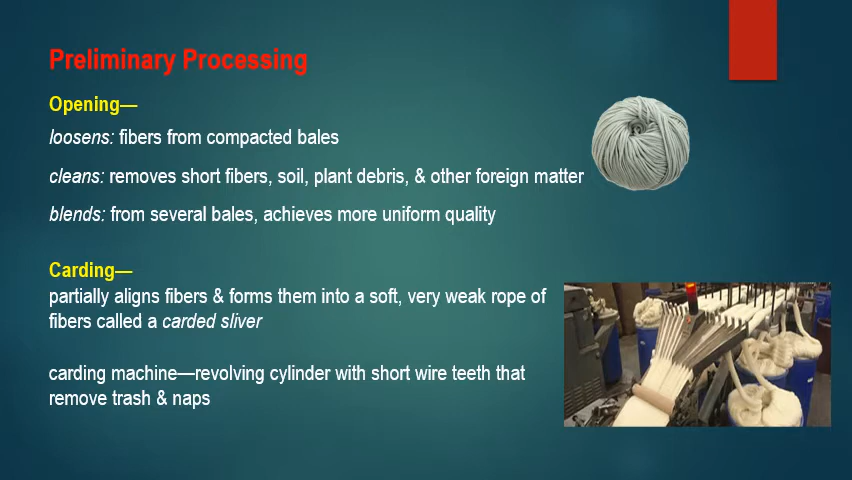 Preliminary Processing
Opening—
loosens: fibers from compacted bales
cleans: removes short fibers, soil, plant debris, & other foreign matter
blends: from several bales, achieves more uniform quality
Carding—
partially aligns fibers & forms them into a soft, very weak rope of
fibers called a carded sliver
carding machine—revolving cylinder with short wire teeth that
remove trash & naps